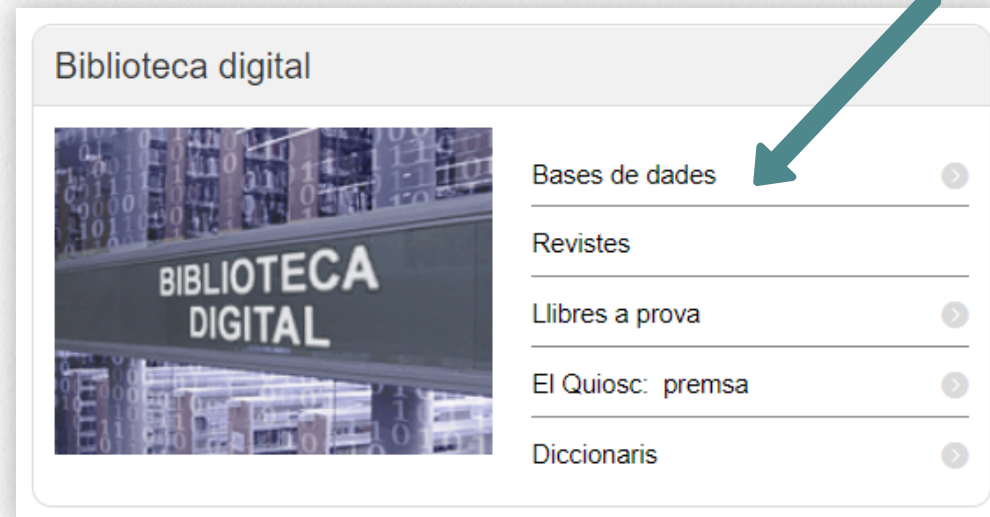 Biblioteca digital
BIBLIOTECA
DIGITAL
Bases de dades
Revistes
Llibres a prova
El Quiosc: premsa
Diccionaris